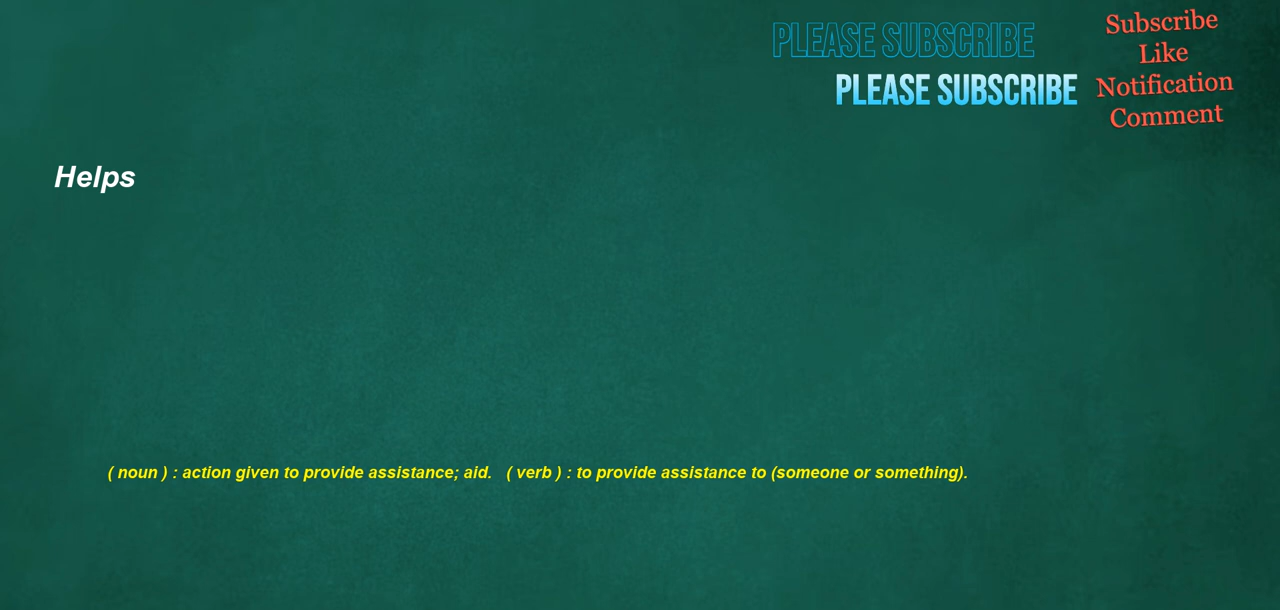 PLEASE SUBSCRIBE
PLEASE SUBSCRIBE
Subscribe
Like
Notification
Comment
Helps
( noun ) : action given to provide assistance; aid.   ( verb ) : to provide assistance to (someone or something).